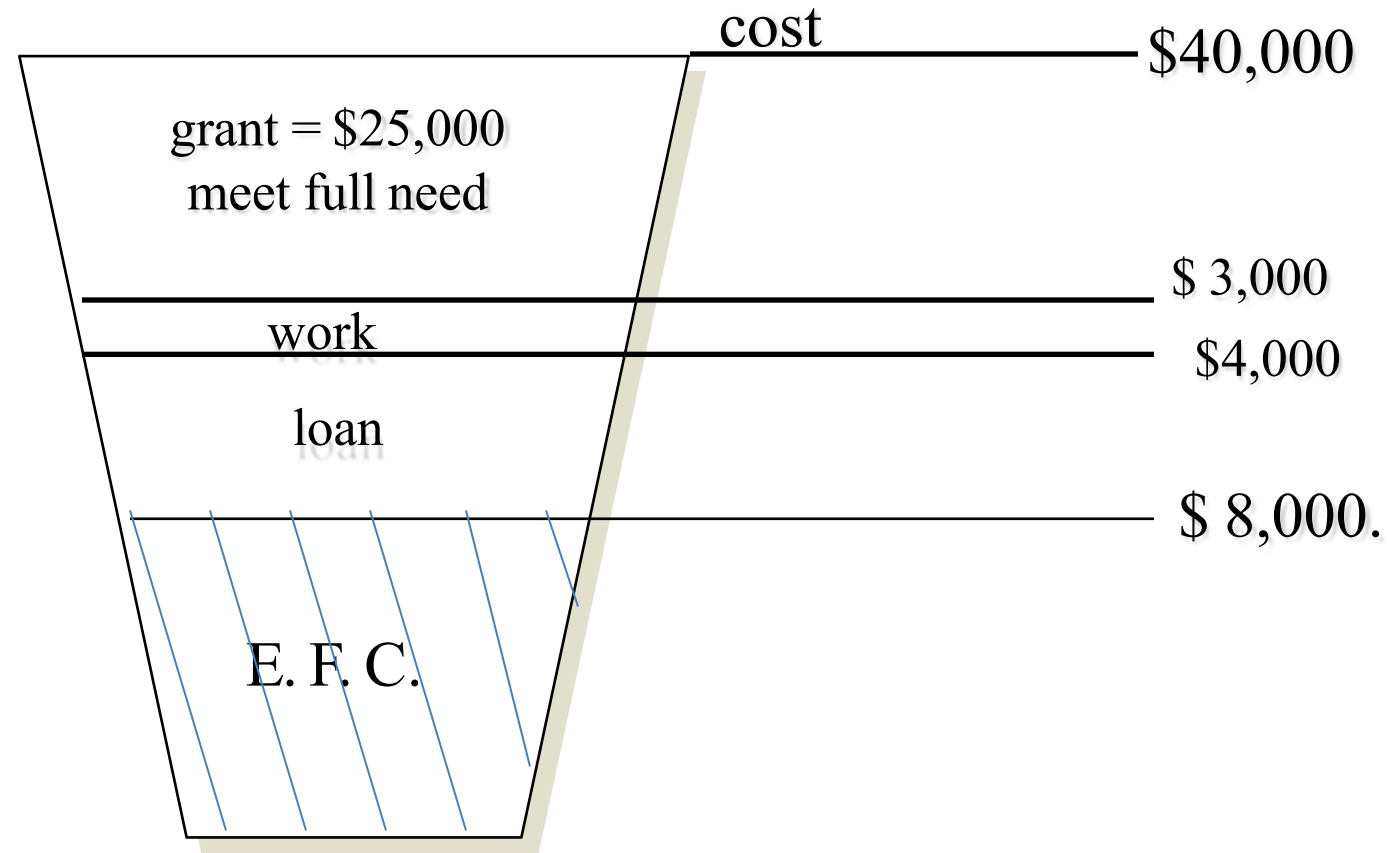 cost
$40,000
grant = $25,000
meet full need
$ 3,000
work
$4,000
loan
$ 8,000.
E. F. C.